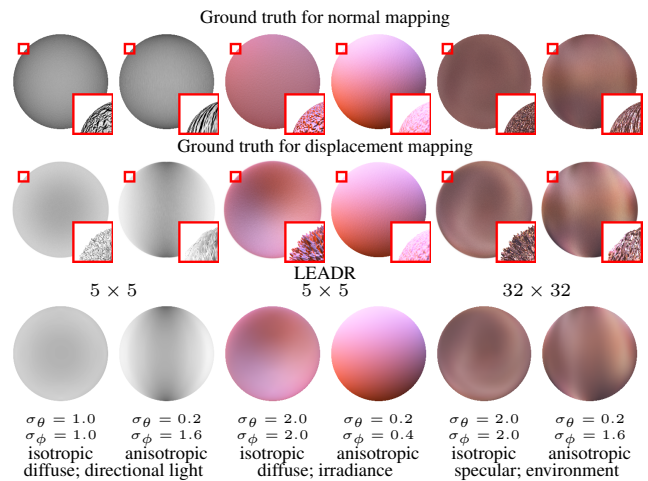 Ground truth for normal mapping
Ground truth for displacement mapping
LEADR
5 × 5 5 × 5 32 × 32
σθ = 1.0 σθ = 0.2 σθ = 2.0 σθ = 0.2 σθ = 2.0 σθ = 0.2
σϕ = 1.0 σϕ = 1.6 σϕ = 2.0 σϕ = 0.4 σϕ = 2.0 σϕ = 1.6
isotropic anisotropic isotropic anisotropic isotropic anisotropic
diffuse; directional light diffuse; irradiance specular; environment